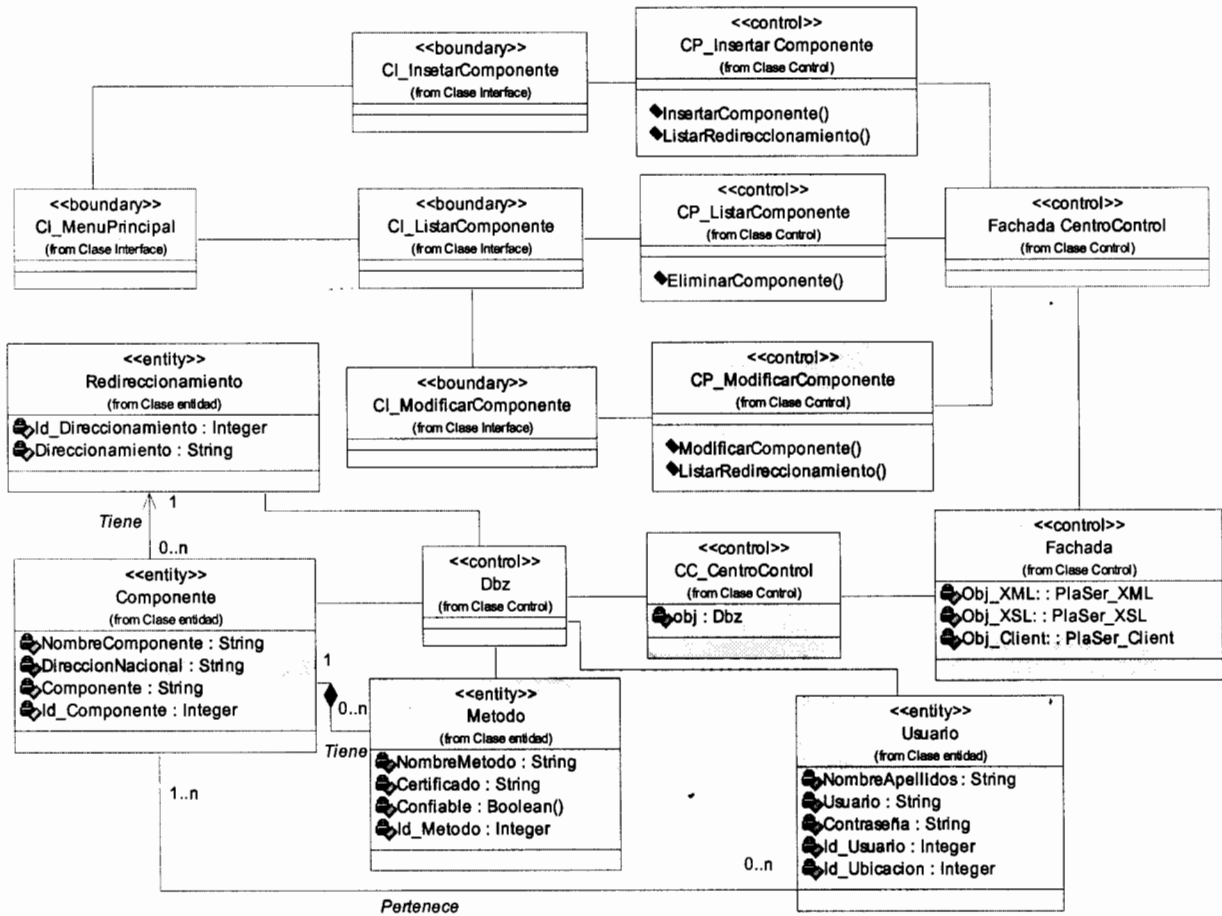 <<boundary>>
CI_InsetarComponente
(from Clase Interface)
<<control>>
CP_Insertar Componente
(from Clase Control)
InsertarComponente()
ListarRedireccionamiento()
<<boundary>>
CI_MenuPrincipal
(from Clase Interface)
<<boundary>>
CI_ListarComponente
(from Clase Interface)
<<control>>
CP_ListarComponente
(from Clase Control)
EliminarComponente()
<<control>>
Fachada CentroControl
(from Clase Control)
<<entity>>
Redireccionamiento
(from Clase entidad)
Id_Direccionamiento : Integer
Direccionamiento : String
<<boundary>>
CI_ModificarComponente
(from Clase Interface)
<<control>>
CP_ModificarComponente
(from Clase Control)
ModificarComponente()
ListarRedireccionamiento()
1
Tiene
0..n
<<entity>>
Componente
(from Clase entidad)
NombreComponente : String
DireccionNacional : String
Componente : String
Id_Componente : Integer
<<control>>
Dbz
(from Clase Control)
<<control>>
CC_CentroControl
(from Clase Control)
obj : Dbz
<<control>>
Fachada
(from Clase Control)
Obj_XML: : PlaSer_XML
Obj_XSL: : PlaSer_XSL
Obj_Client: : PlaSer_Client
1
0..n
Tiene
<<entity>>
Metodo
(from Clase entidad)
NombreMetodo : String
Certificado : String
Confiable : Boolean()
Id_Metodo : Integer
<<entity>>
Usuario
(from Clase entidad)
NombreApellidos : String
Usuario : String
Contraseña : String
Id_Usuario : Integer
Id_Ubicacion : Integer
1..n
0..n
Pertenece